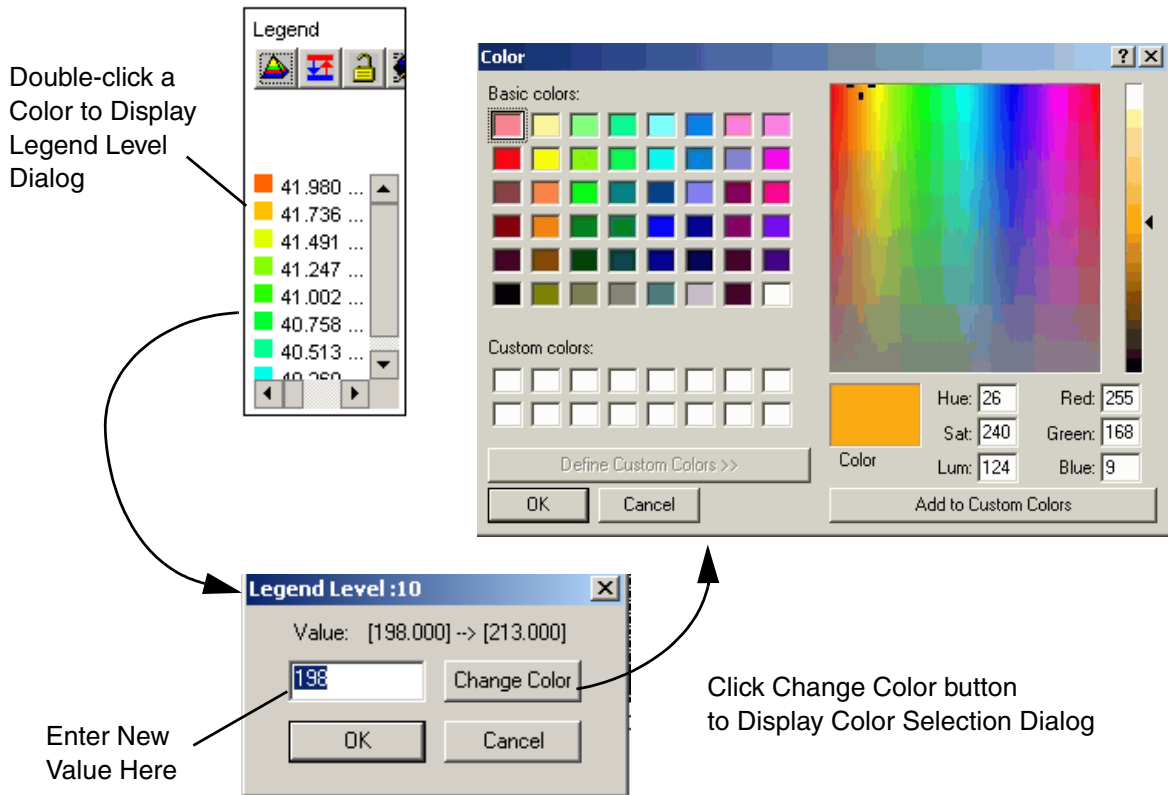 Legend
Double-click a
Color to Display
Legend Level
Dialog
41.980 ...
41.736 ...
41.491 ...
41.247 ...
41.002 ...
40.758 ...
40.513 ...
Color
Basic colors:
Custom colors:
Define Custom Colors >>
OK Cancel
Color
Hue: 26 Red: 255
Sat: 240 Green: 168
Lum: 124 Blue: 9
Add to Custom Colors
Legend Level :10
Value: [198.000] --> [213.000]
198 Change Color
OK Cancel
Enter New
Value Here
Click Change Color button
to Display Color Selection Dialog